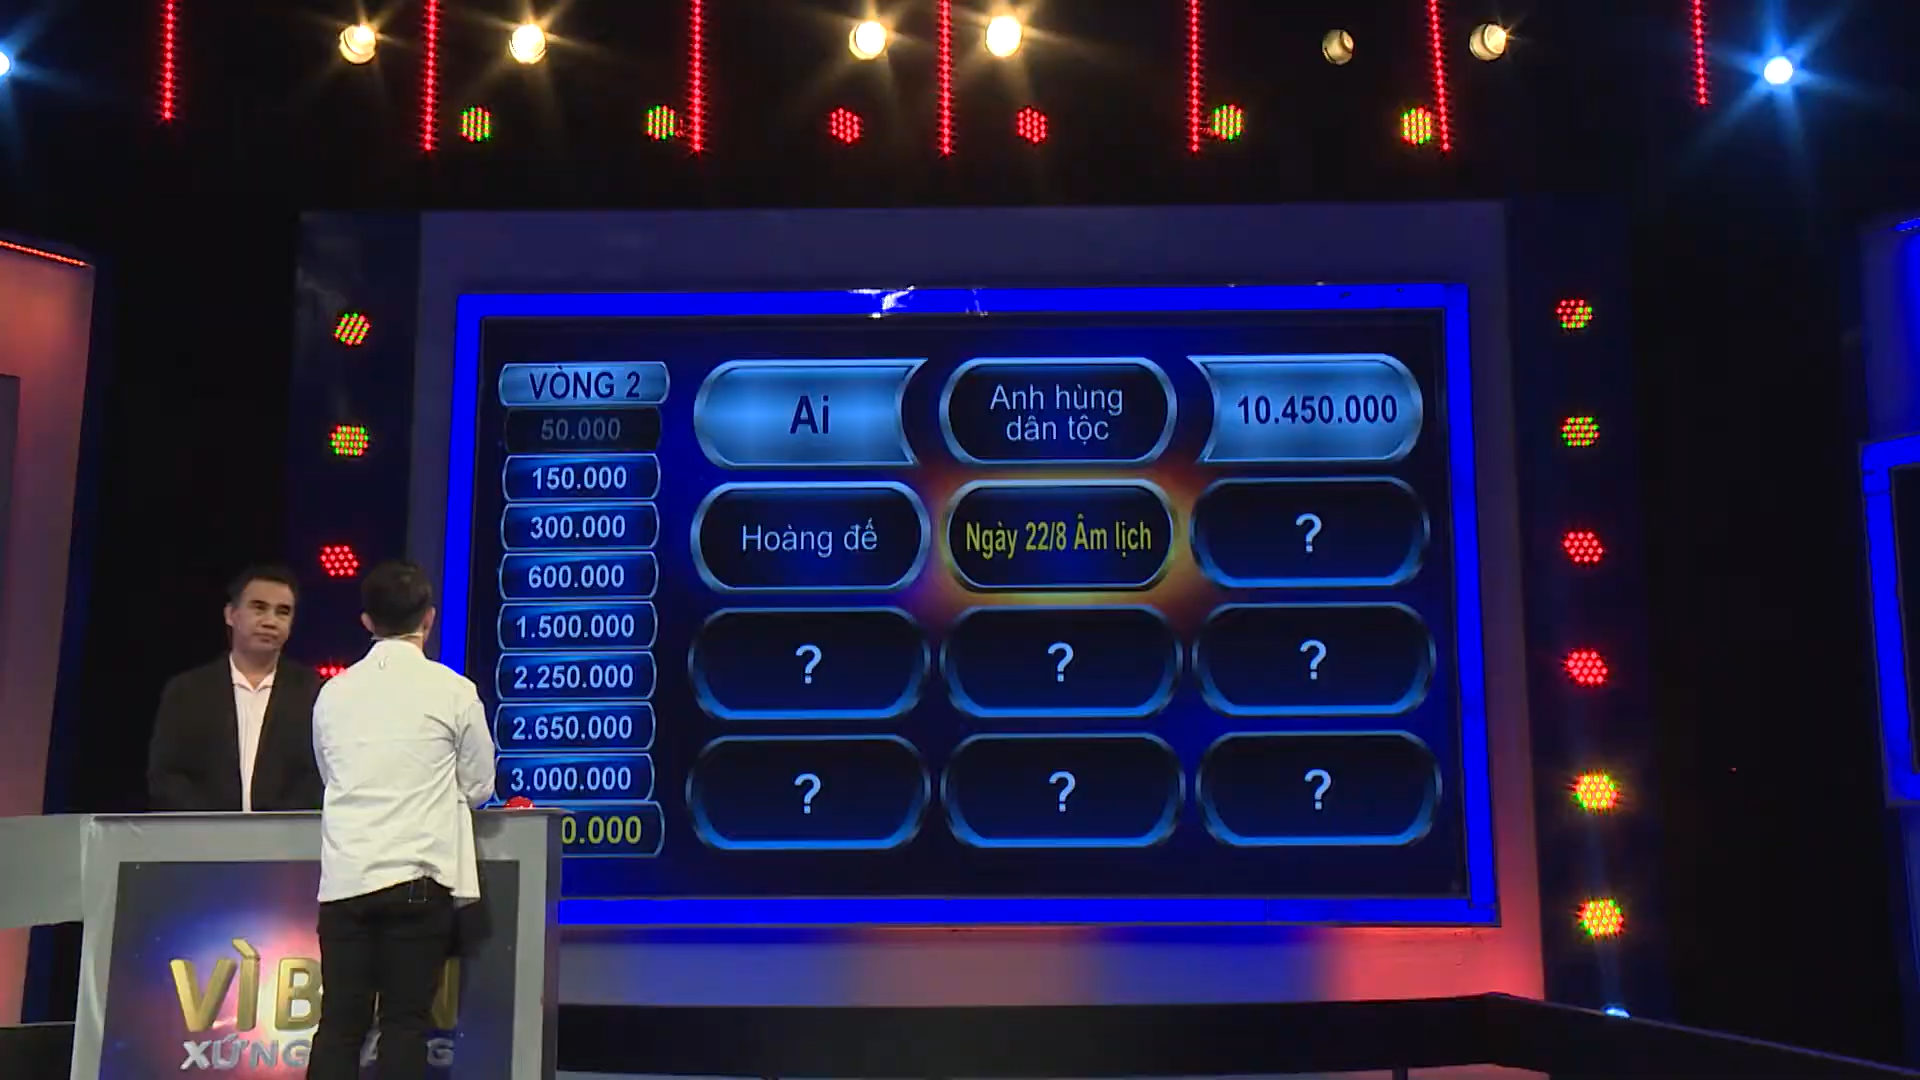 VÒNG 2
50.000
150.000
300.000
600.000
1.500.000
2.250.000
2.650.000
3.000.000
0.000
Ai
Anh hùng
dân tộc
10.450.000
Hoàng đế
Ngày 22/8 Âm lịch
?
?
?
?
?
?
?
VÌ B
XỨNG